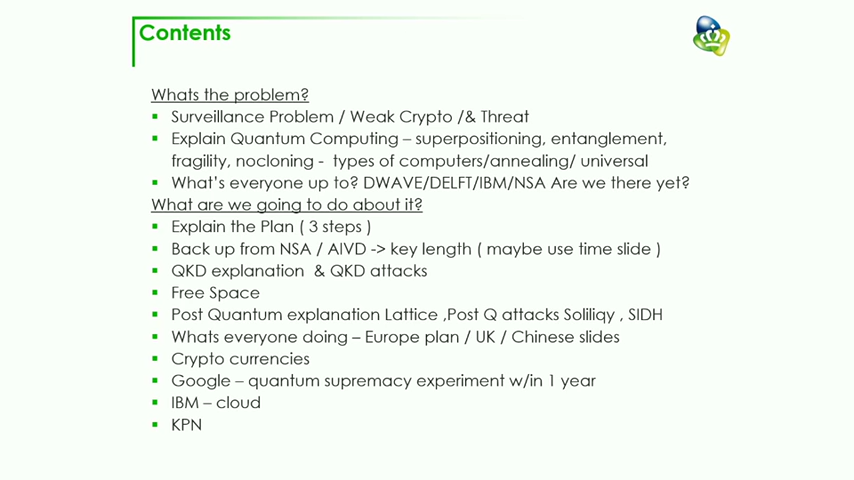 Contents
Whats the problem?
Surveillance Problem / Weak Crypto /& Threat
Explain Quantum Computing – superpositioning, entanglement,
fragility, nocloning - types of computers/annealing/ universal
What's everyone up to? DWAVE/DELFT/IBM/NSA Are we there yet?
What are we going to do about it?
Explain the Plan ( 3 steps )
Back up from NSA / AIVD -> key length ( maybe use time slide )
QKD explanation & QKD attacks
Free Space
Post Quantum explanation Lattice ,Post Q attacks Soliliqy , SIDH
Whats everyone doing – Europe plan / UK / Chinese slides
Crypto currencies
Google – quantum supremacy experiment w/in 1 year
IBM – cloud
KPN